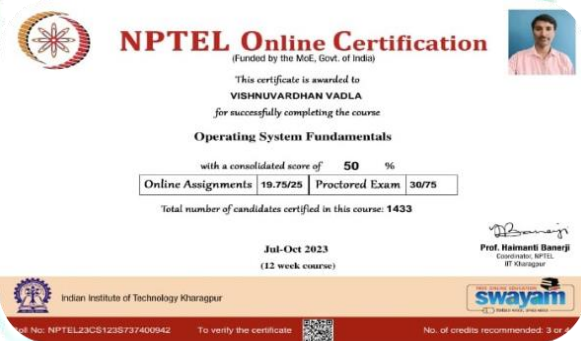 NPTEL Online Certification
(Funded by the MoE, Govt. of India)
This certificate is awarded to
VISHNUVARDHAN VADLA
for successfully completing the course
Operating System Fundamentals
with a consolidated score of 50 %
Online Assignments 19.75/25 Proctored Exam 30/75
Total number of candidates certified in this course: 1433
Jul-Oct 2023
(12 week course)
Prof. Haimanti Banerji
Coordinator, NPTEL
IIT Kharagpur
Indian Institute of Technology Kharagpur
FREE ONLINE EDUCATION
swayam
oll No: NPTEL23CS123S737400942 To verify the certificate No. of credits recommended: 3 or 4